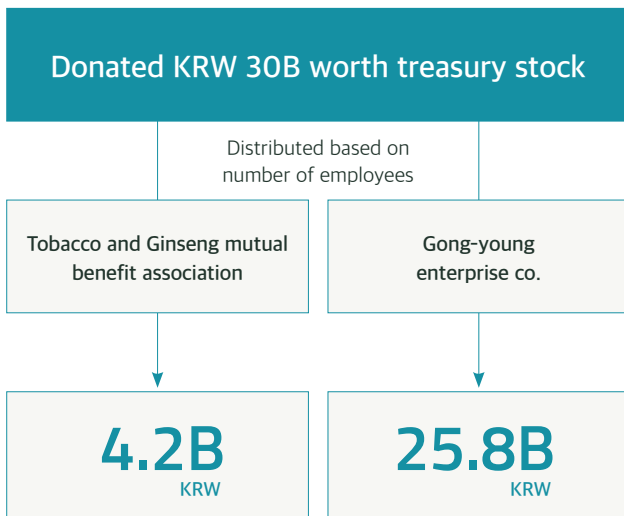 Donated KRW 30B worth treasury stock
Distributed based on
number of employees
Tobacco and Ginseng mutual
benefit association
Gong-young
enterprise co.
4.2B
KRW
25.8B
KRW